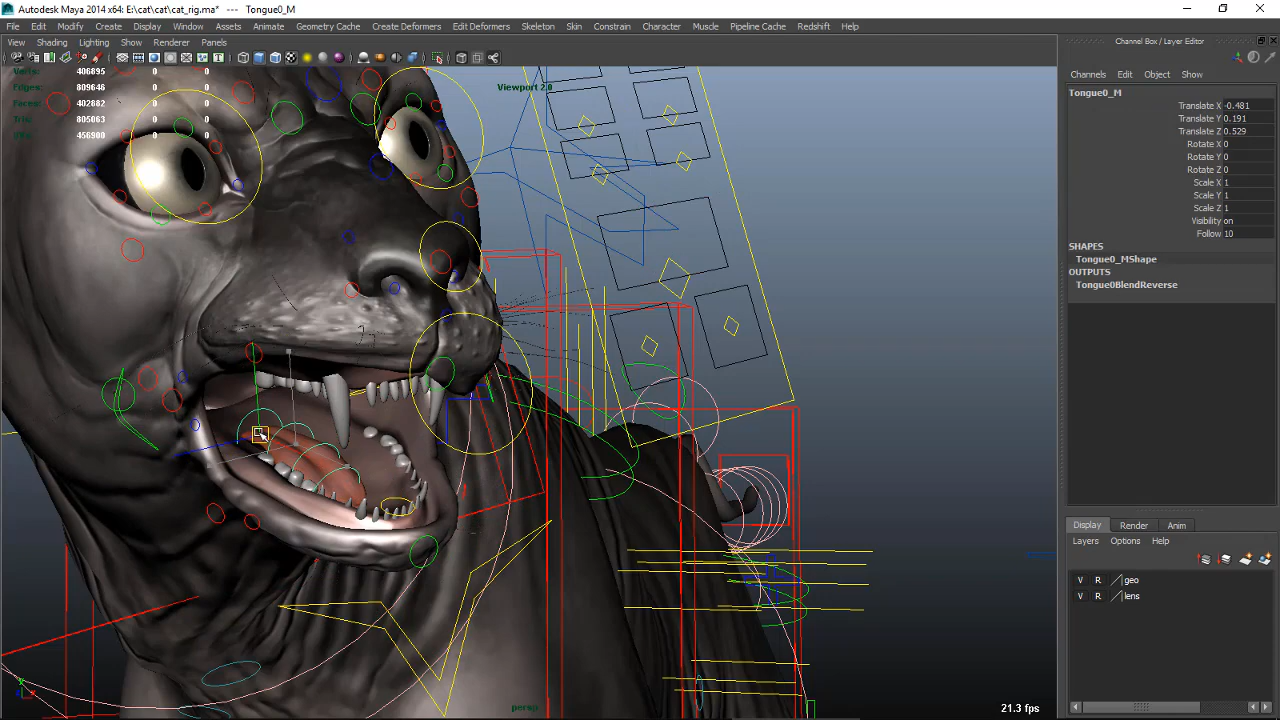 Autodesk Maya 2014 x64: E:\cat\cat\cat_rig.ma* --- Tongue0_M
File Edit Modify Create Display Window Assets Animate Geometry Cache Create Deformers Edit Deformers Skeleton Skin Constrain Character Muscle Pipeline Cache Redshift Help
View Shading Lighting Show Renderer Panels
Channel Box / Layer Editor
Channels Edit Object Show
Verts: 406895 0 0
Edges: 809646 0 0
Faces: 402882 0 0
Tris: 805063 0 0
456900 0 0
Viewport 2.0
Tongue0_M
Translate X -0.481
Translate Y 0.191
Translate Z 0.529
Rotate X 0
Rotate Y 0
Rotate Z 0
Scale X 1
Scale Y 1
Scale Z 1
Visibility on
Follow 10
SHAPES
Tongue0_MShape
OUTPUTS
Tongue0BlendReverse
Display Render Anim
Layers Options Help
V R geo
V R lens
persp
21.3 fps